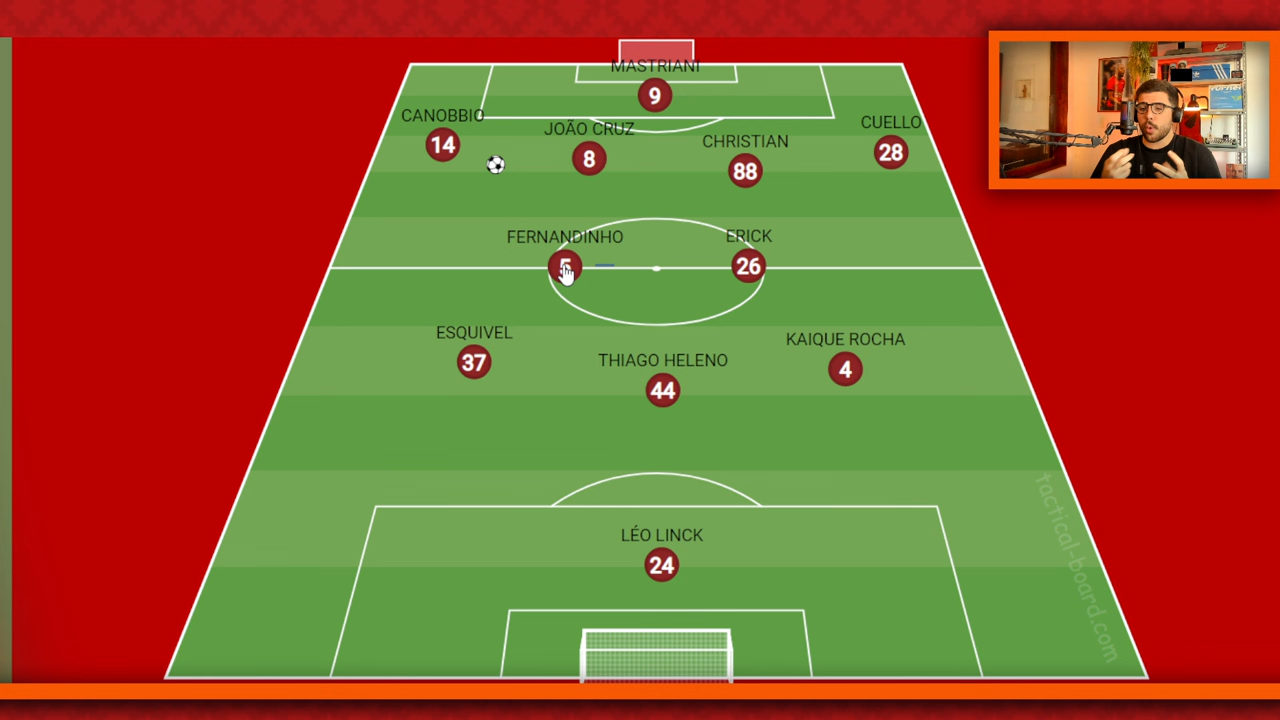 MASTRIANI
9
CANOBBIO
14
JOÃO CRUZ
8
CHRISTIAN
88
CUELLO
28
FERNANDINHO
5
ERICK
26
ESQUIVEL
37
THIAGO HELENO
44
KAIQUE ROCHA
4
LÉO LINCK
24
tactical-board.com